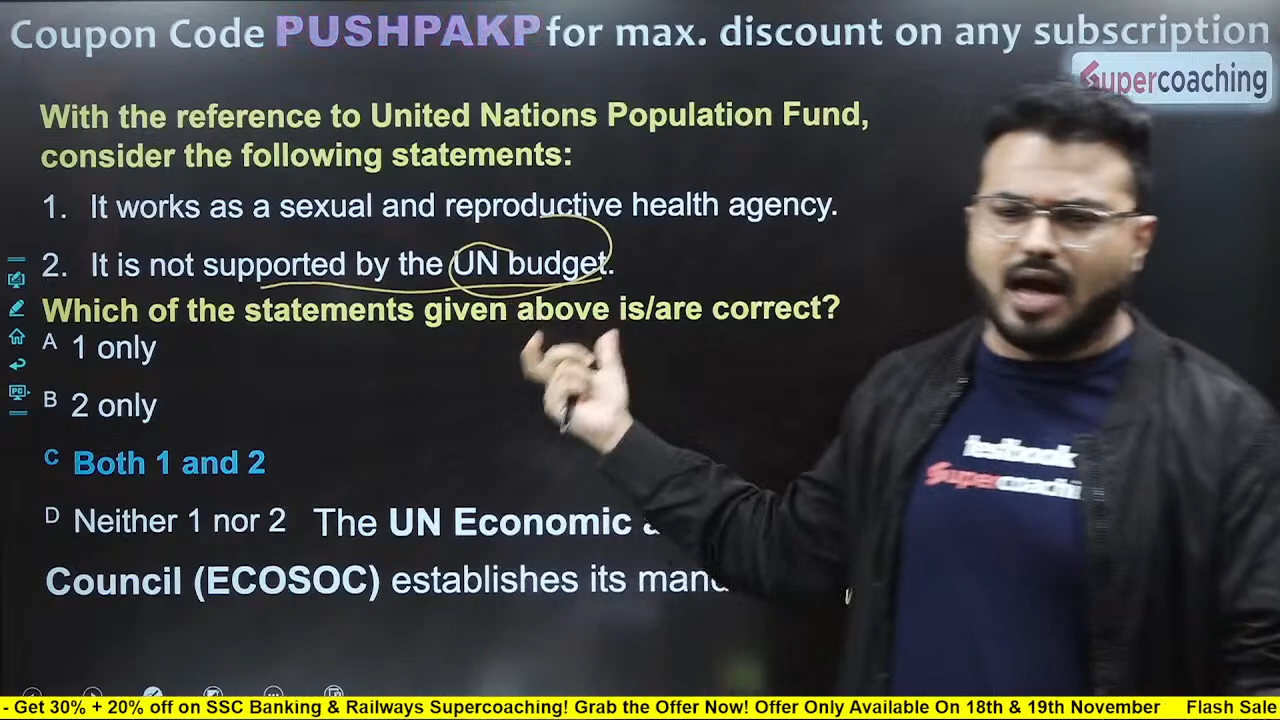 Coupon Code PUSHPAKP for max. discount on any subscription
Supercoaching
With the reference to United Nations Population Fund,
consider the following statements:
1. It works as a sexual and reproductive health agency.
2. It is not supported by the UN budget.
Which of the statements given above is/are correct?
A 1 only
B 2 only
C Both 1 and 2
D Neither 1 nor 2 The UN Economic
Council (ECOSOC) establishes its
testbook
Supercoachi
PC
- Get 30% + 20% off on SSC Banking & Railways Supercoaching! Grab the Offer Now! Offer Only Available On 18th & 19th November Flash Sale